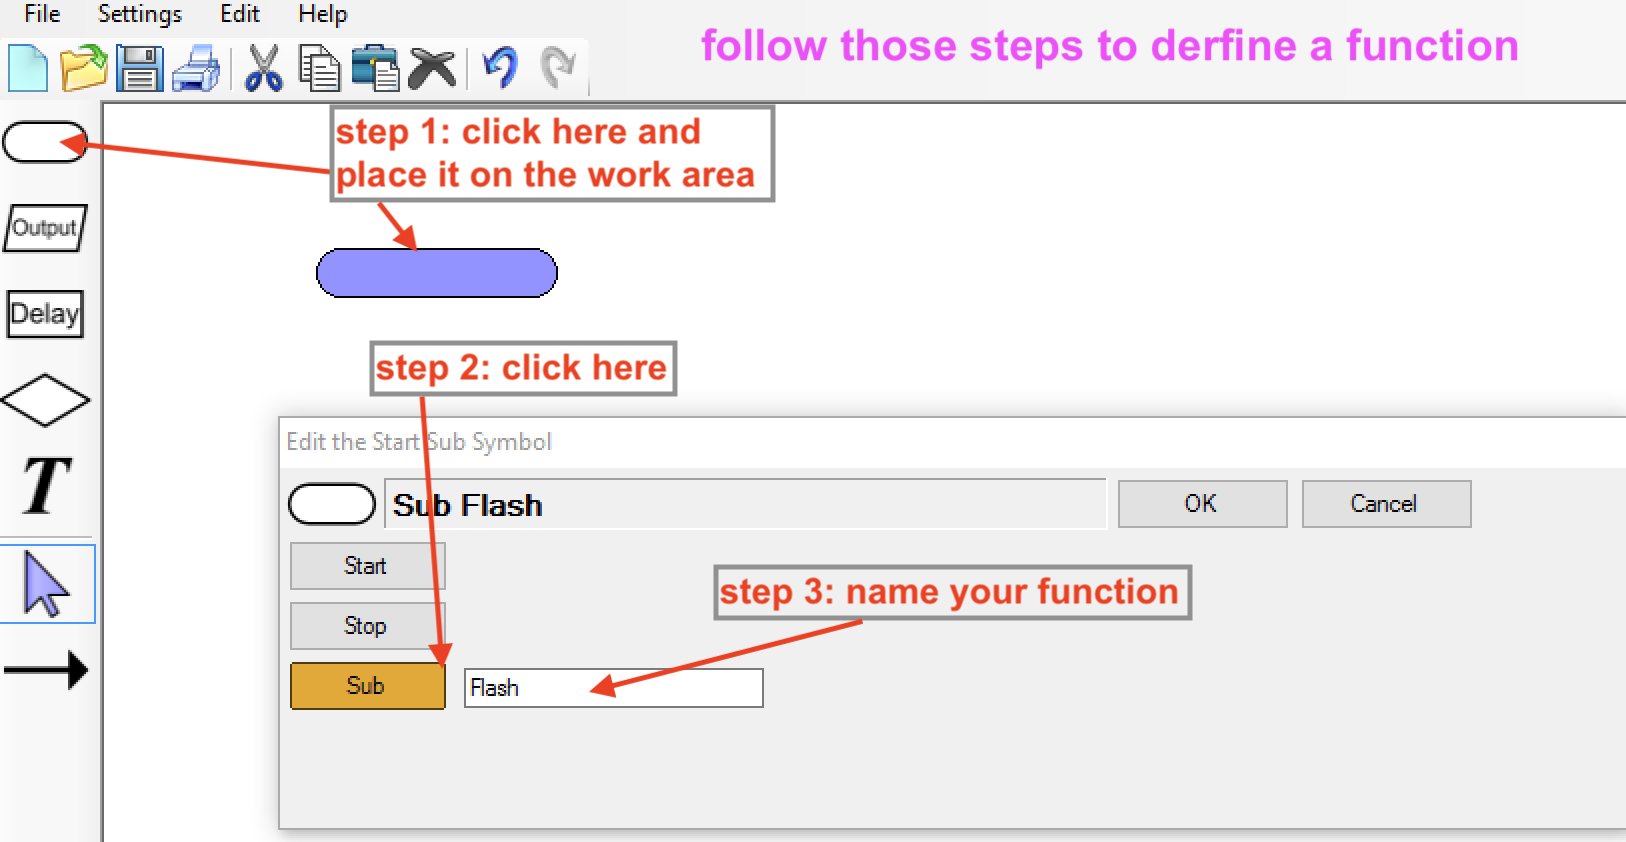 File Settings Edit Help
follow those steps to derfine a function
step 1: click here and
place it on the work area
Output
Delay
step 2: click here
T
Edit the Start Sub Symbol
Sub Flash
OK
Cancel
Start
step 3: name your function
Stop
Sub
Flash